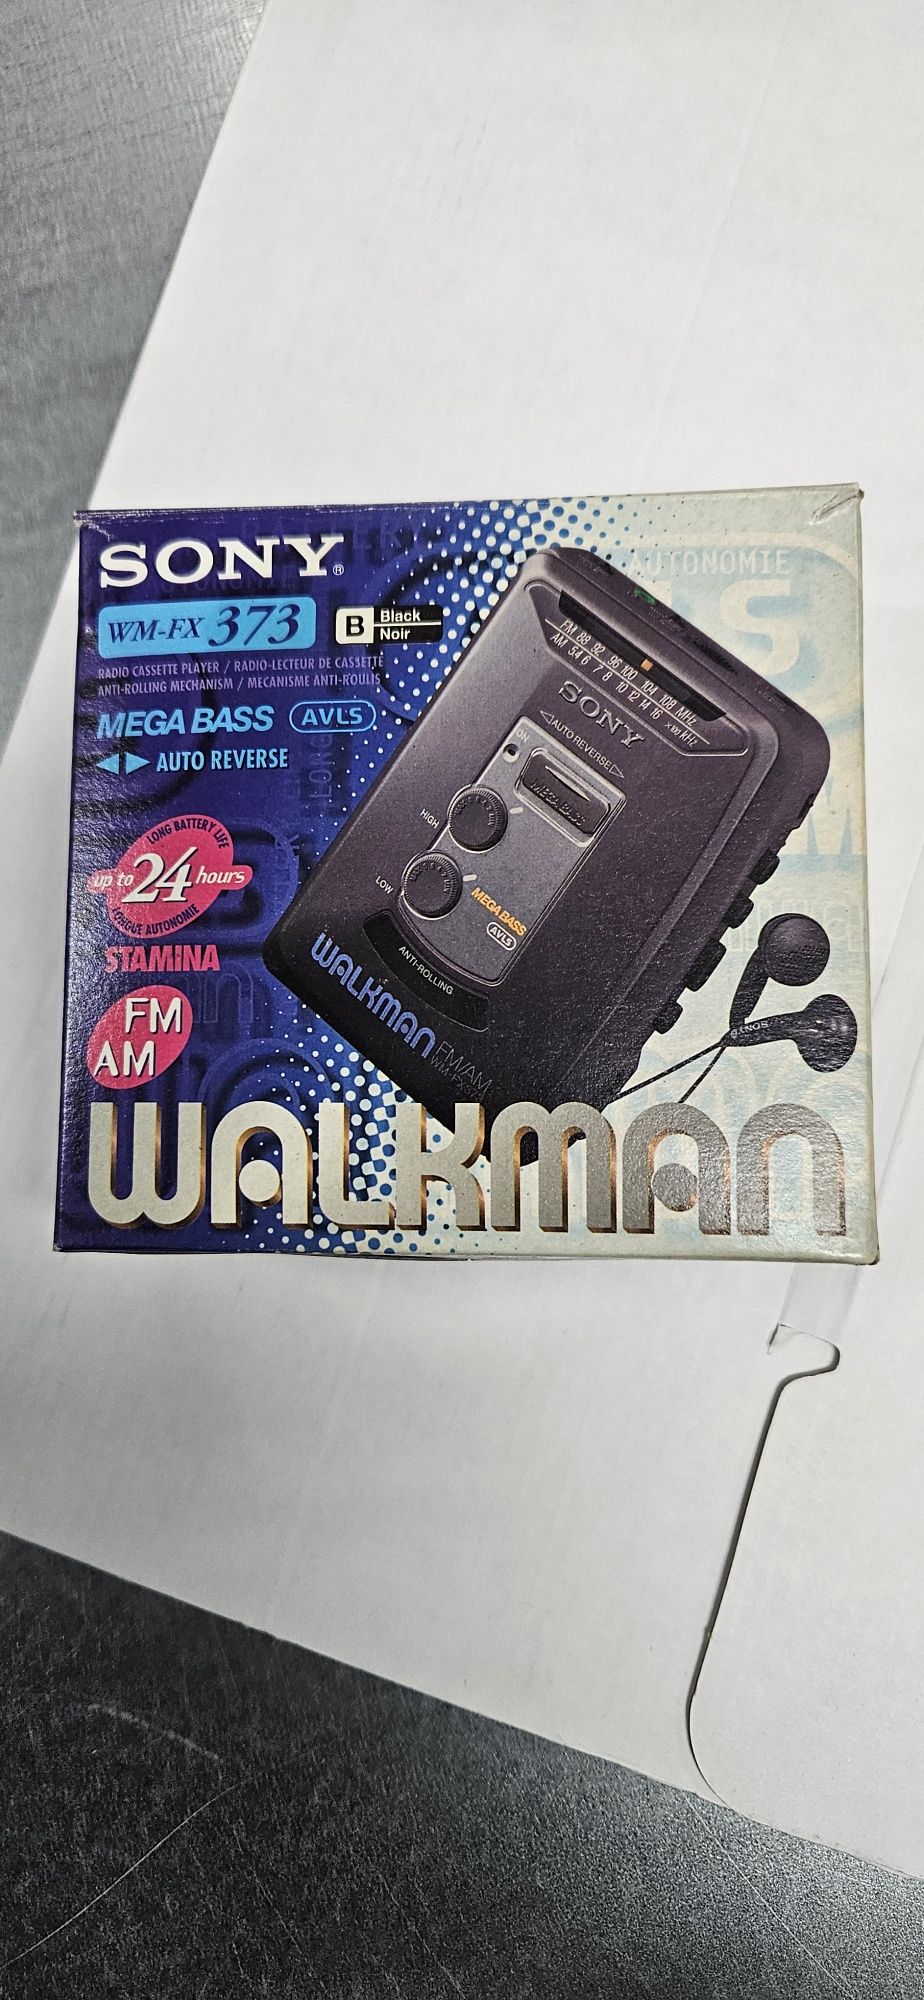 SONY®
WM-FX 373
B Black
Noir
RADIO CASSETTE PLAYER / RADIO-LECTEUR DE CASSETTE
ANTI-ROLLING MECHANISM / MECANISME ANTI-ROULIS
MEGA BASS AVLS
AUTO REVERSE
LONG BATTERY LIFE
up to 24 hours
LONGUE AUTONOMIE
STAMINA
FM
AM
AUTONOMIE
FM 88 92 96 100 104 108 MHz
AM 5.4 6 7 8 10 12 14 16 ×100 kHz
SONY
AUTO REVERSE
ON
MEGA BASS
HIGH
LOW
MEGA BASS
AVLS
ANTI-ROLLING
WALKMAN FM/AM
SONY
WALKMAN